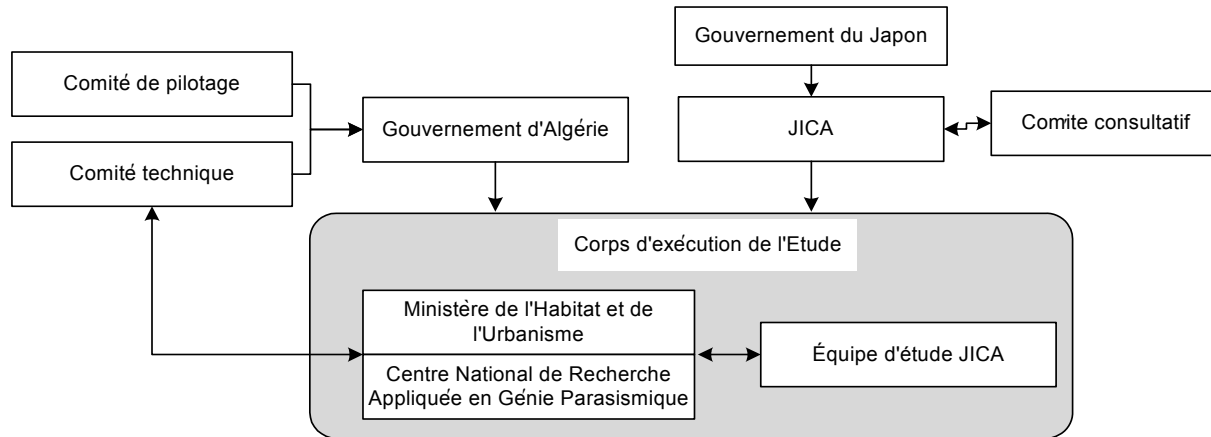 Gouvernement du Japon
Comité de pilotage
Gouvernement d'Algérie
JICA
Comite consultatif
Comité technique
Corps d'exécution de l'Etude
Ministère de l'Habitat et de
l'Urbanisme
Équipe d'étude JICA
Centre National de Recherche
Appliquée en Génie Parasismique